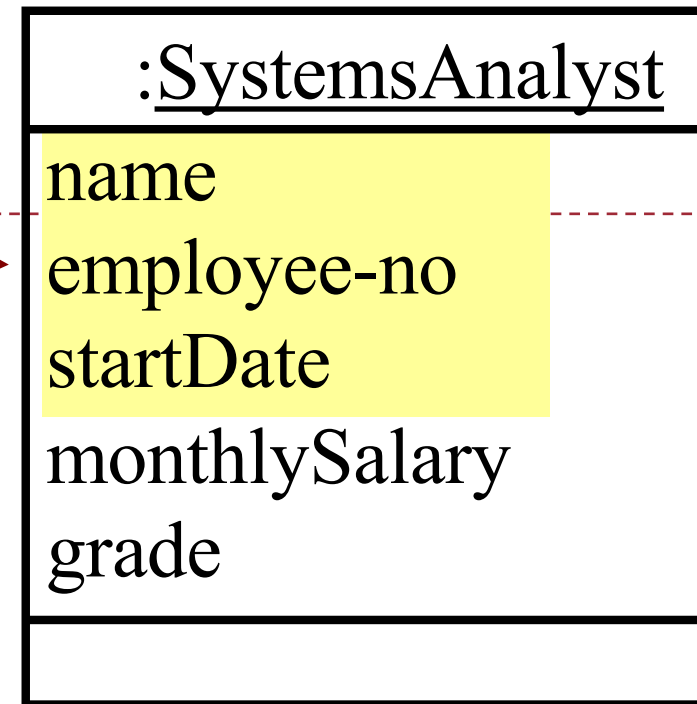 :SystemsAnalyst
name
employee-no
startDate
monthlySalary
grade